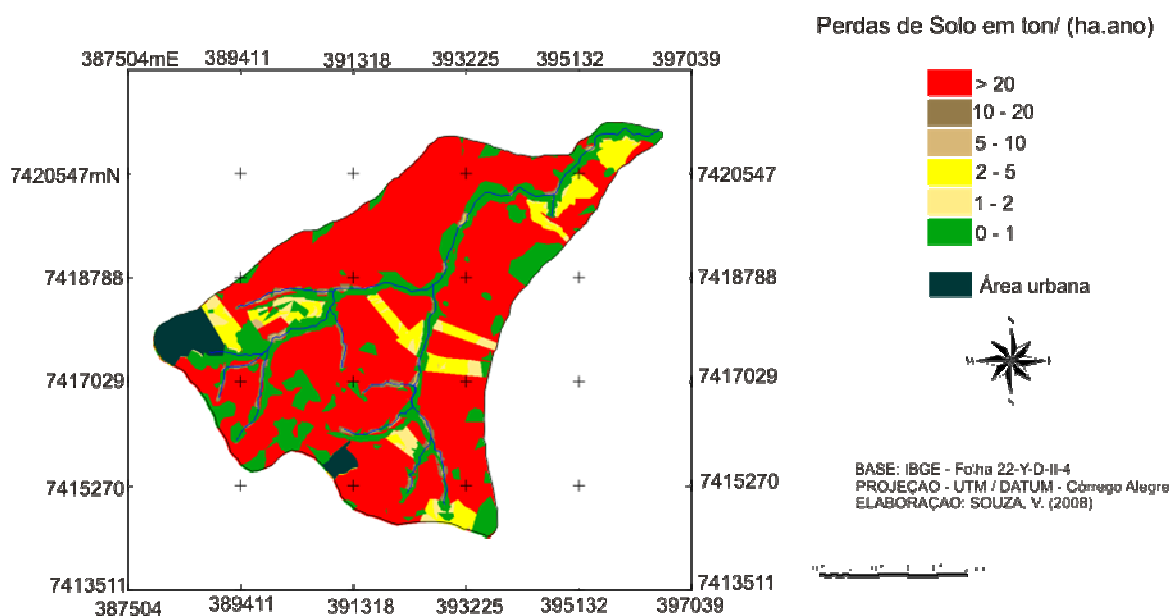 Perdas de Solo em ton/ (ha.ano)
387504mE 389411 391318 393225 395132 397039
> 20
10 - 20
5 - 10
2 - 5
1 - 2
0 - 1
Área urbana
7420547mN 7420547
7418788 7418788
7417029 7417029
7415270 7415270
7413511 7413511
387504 389411 391318 393225 395132 397039
BASE: IBGE - Folha 22-Y-D-II-4
PROJEÇAO - UTM / DATUM - Córrego Alegre
ELABORAÇAO: SOUZA, V. (2008)